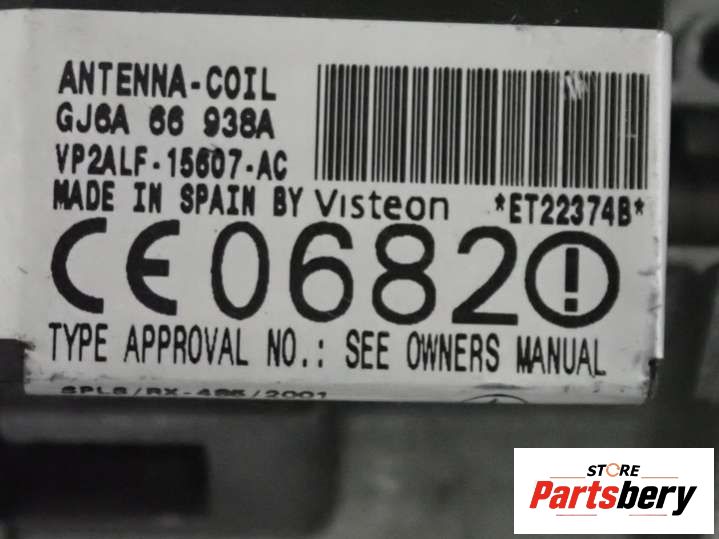 ANTENNA-COIL
GJ6A 66 938A
VP2ALF-15607-AC
MADE IN SPAIN BY Visteon *ET22374B*
CE0682
TYPE APPROVAL NO.: SEE OWNERS MANUAL
STORE
Partsbery